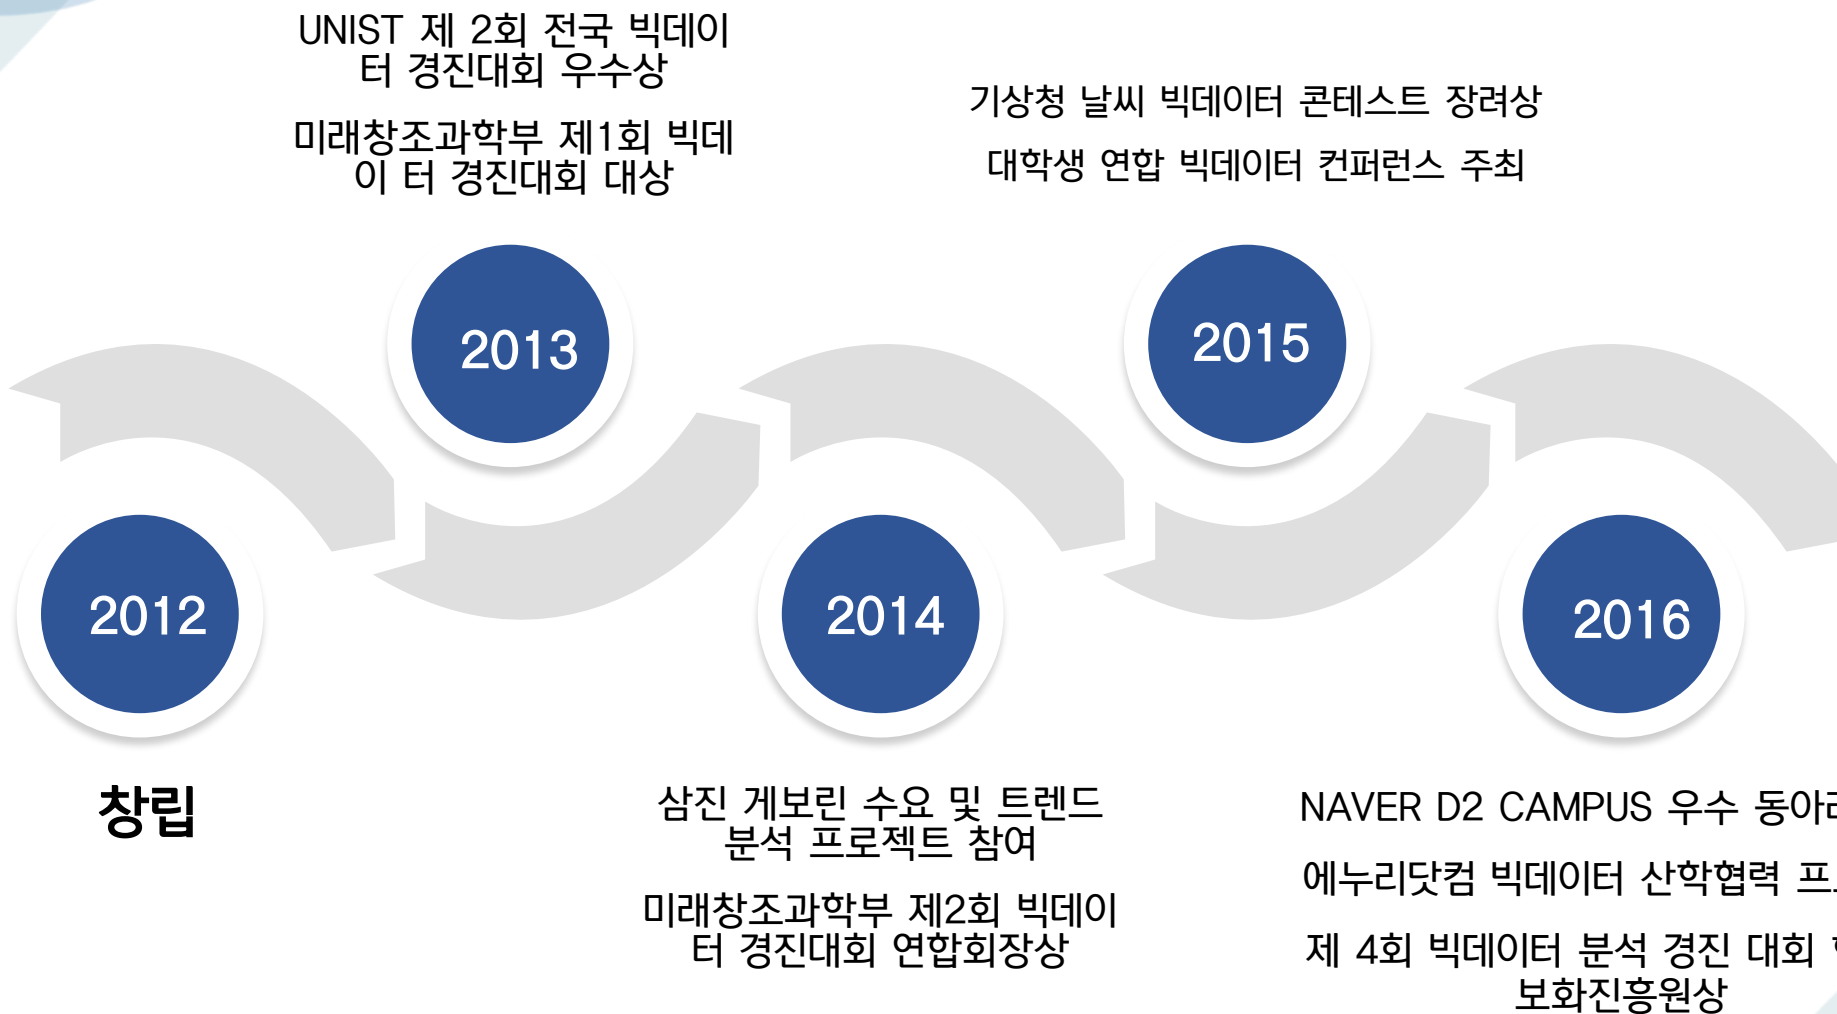 UNIST 제 2회 전국 빅데이
터 경진대회 우수상
미래창조과학부 제1회 빅데
이 터 경진대회 대상
기상청 날씨 빅데이터 콘테스트 장려상
대학생 연합 빅데이터 컨퍼런스 주최
2013
2015
2012
2014
2016
창립
삼진 게보린 수요 및 트렌드
분석 프로젝트 참여
미래창조과학부 제2회 빅데이
터 경진대회 연합회장상
NAVER D2 CAMPUS 우수
에누리닷컴 빅데이터 산학협력
제 4회 빅데이터 분석 경진 대회
보화진흥원상